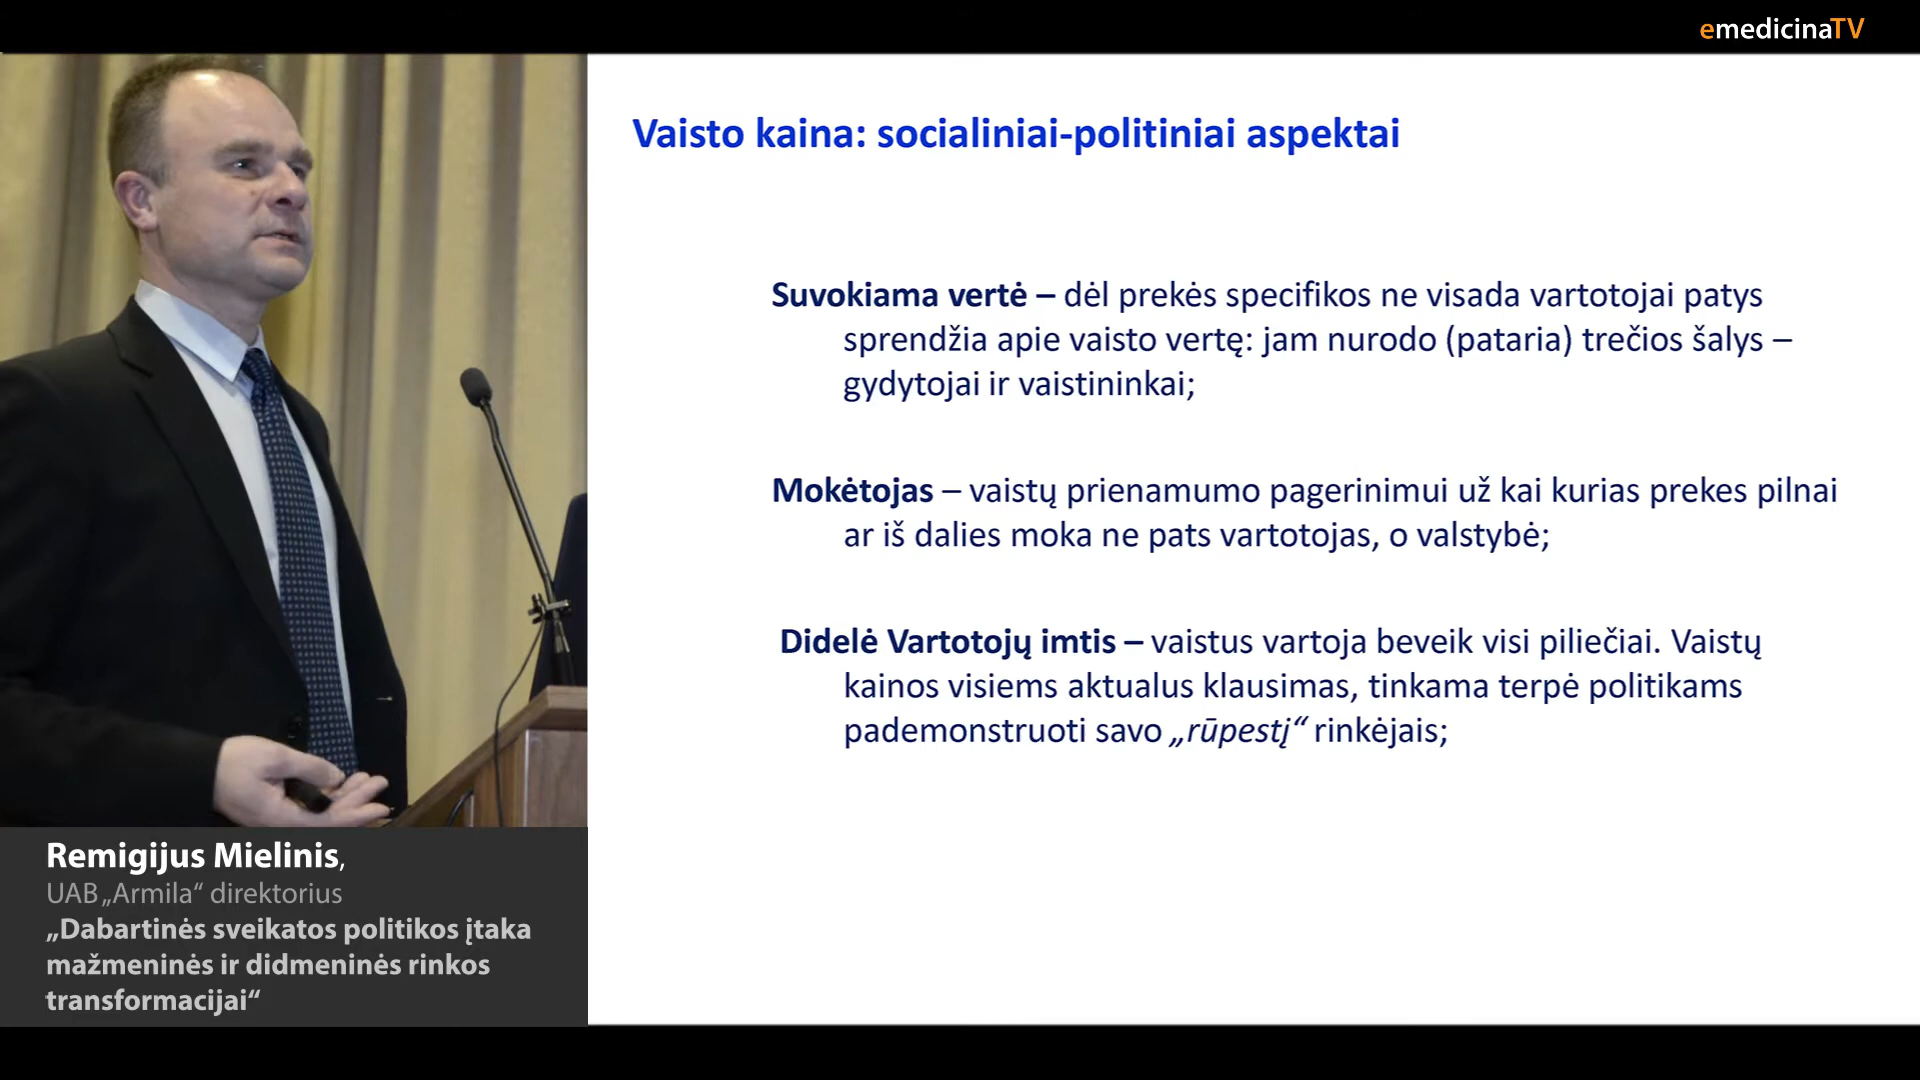 emedicinaTV
Vaisto kaina: socialiniai-politiniai aspektai
Suvokiama vertė – dėl prekės specifikos ne visada vartotojai patys
sprendžia apie vaisto vertę: jam nurodo (pataria) trečios šalys –
gydytojai ir vaistininkai;
Mokėtojas – vaistų prienamumo pagerinimui už kai kurias prekes pilnai
ar iš dalies moka ne pats vartotojas, o valstybė;
Didelė Vartotojų imtis – vaistus vartoja beveik visi piliečiai. Vaistų
kainos visiems aktualus klausimas, tinkama terpė politikams
pademonstruoti savo „rūpestį“ rinkėjais;
Remigijus Mielinis,
UAB „Armila“ direktorius
„Dabartinės sveikatos politikos įtaka
mažmeninės ir didmeninės rinkos
transformacijai“